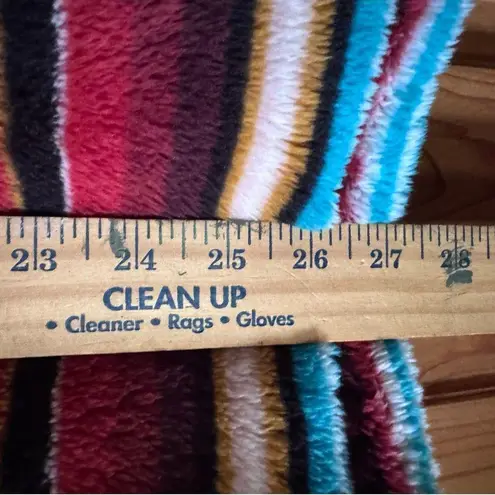 23 24 25 26 27 28
CLEAN UP
• Cleaner • Rags • Gloves